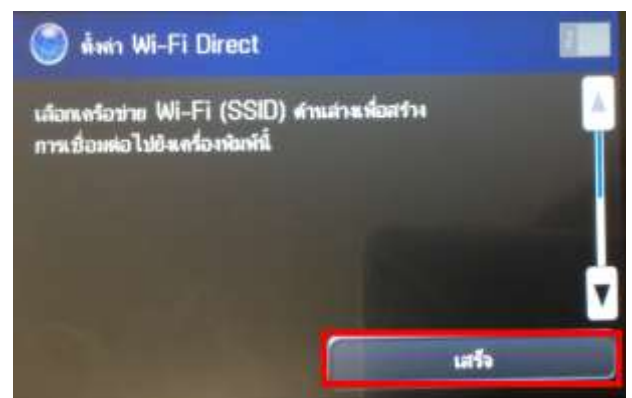 ตั้งค่า Wi-Fi Direct
เลือกเครือข่าย Wi-Fi (SSID) ด้านล่างเพื่อสร้าง
การเชื่อมต่อไปยังเครื่องพิมพ์นี้
เสร็จ